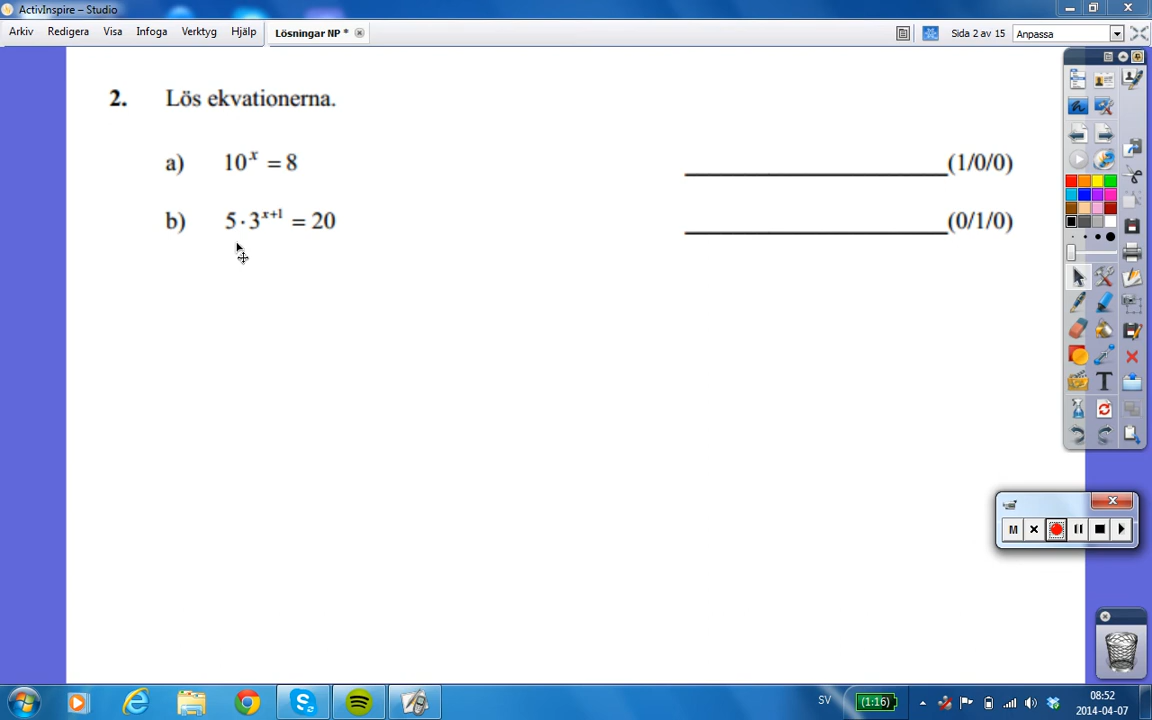 ActivInspire – Studio
Arkiv Redigera Visa Infoga Verktyg Hjälp Lösningar NP * Sida 2 av 15 Anpassa
2. Lös ekvationerna.
a) 10^x = 8 (1/0/0)
b) 5 · 3^{x+1} = 20 (0/1/0)
M
T
SV (1:16) 08:52
2014-04-07